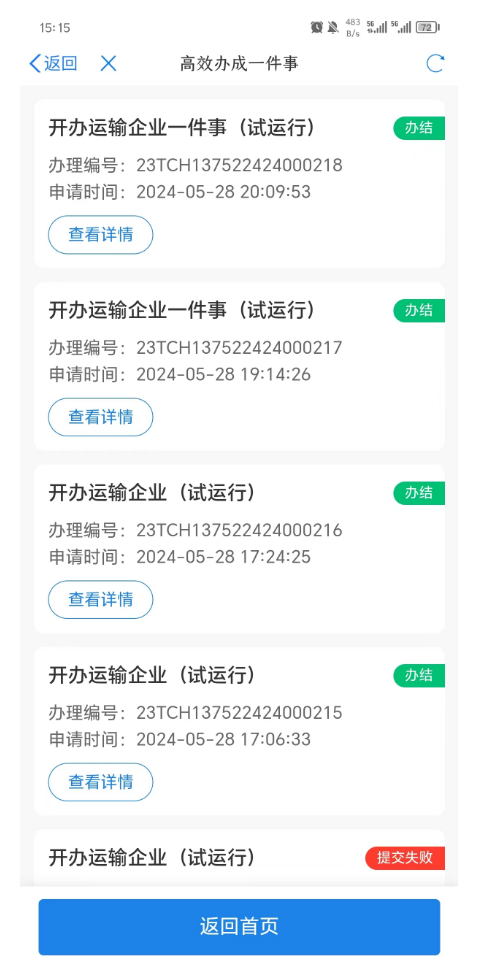 15:15
483 B/s 5G 5G 72
返回
高效办成一件事
开办运输企业一件事（试运行）
办结
办理编号：23TCH137522424000218
申请时间：2024-05-28 20:09:53
查看详情
开办运输企业一件事（试运行）
办结
办理编号：23TCH137522424000217
申请时间：2024-05-28 19:14:26
查看详情
开办运输企业（试运行）
办结
办理编号：23TCH137522424000216
申请时间：2024-05-28 17:24:25
查看详情
开办运输企业（试运行）
办结
办理编号：23TCH137522424000215
申请时间：2024-05-28 17:06:33
查看详情
开办运输企业（试运行）
提交失败
返回首页